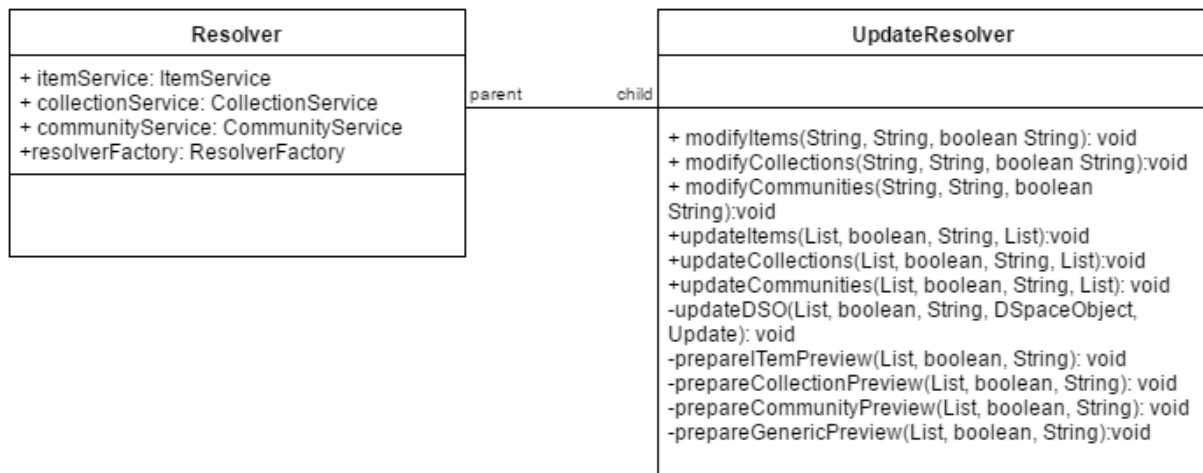 Resolver
+ itemService: ItemService
+ collectionService: CollectionService
+ communityService: CommunityService
+resolverFactory: ResolverFactory
parent
child
UpdateResolver
+ modifyItems(String, String, boolean String): void
+ modifyCollections(String, String, boolean String):void
+ modifyCommunities(String, String, boolean
String):void
+updateItems(List, boolean, String, List):void
+updateCollections(List, boolean, String, List):void
+updateCommunities(List, boolean, String, List): void
-updateDSO(List, boolean, String, DSpaceObject,
Update): void
-prepareITemPreview(List, boolean, String): void
-prepareCollectionPreview(List, boolean, String): void
-prepareCommunityPreview(List, boolean, String): void
-prepareGenericPreview(List, boolean, String):void